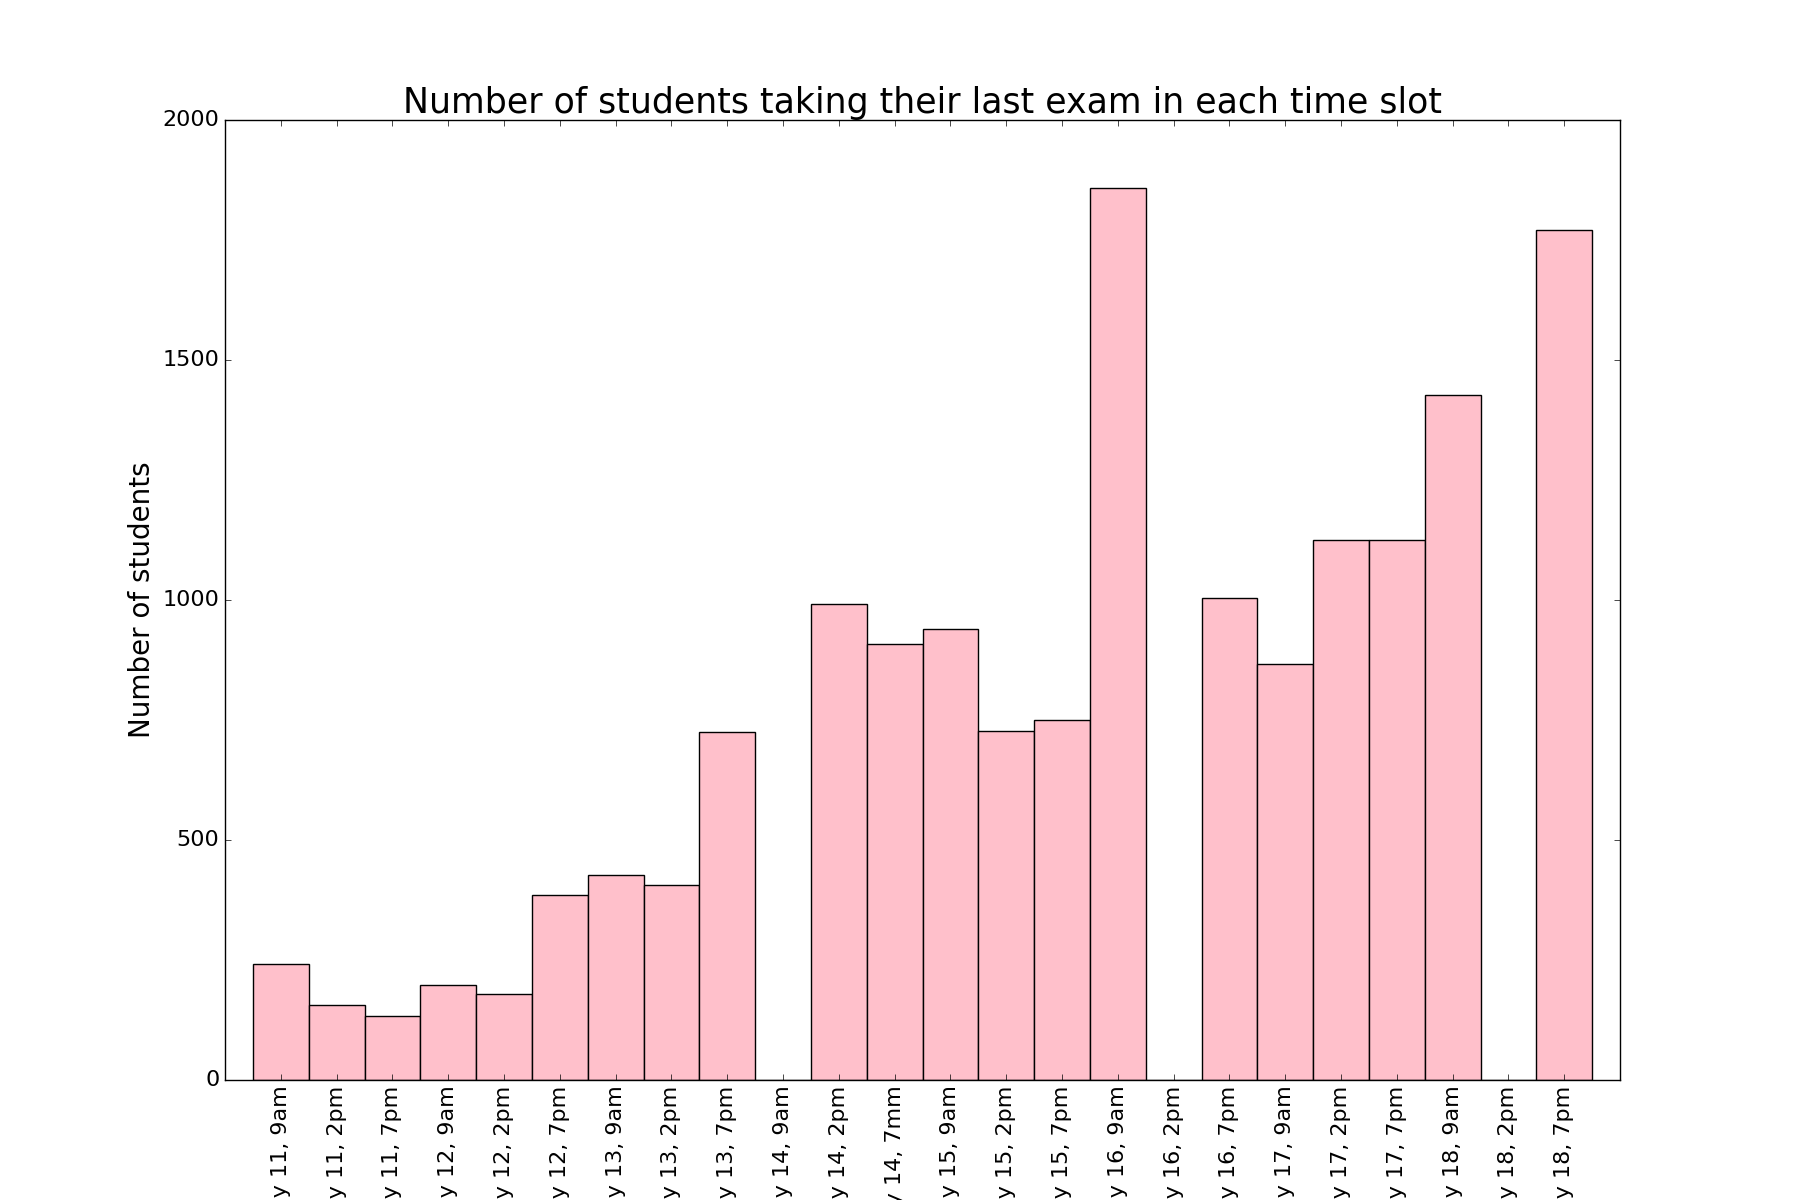 Number of students taking their last exam in each time slot
2000
1500
1000
500
0
Number of students
y 11, 9am
y 11, 2pm
y 11, 7pm
y 12, 9am
y 12, 2pm
y 12, 7pm
y 13, 9am
y 13, 2pm
y 13, 7pm
y 14, 9am
y 14, 2pm
y 14, 7mm
y 15, 9am
y 15, 2pm
y 15, 7pm
y 16, 9am
y 16, 2pm
y 16, 7pm
y 17, 9am
y 17, 2pm
y 17, 7pm
y 18, 9am
y 18, 2pm
y 18, 7pm